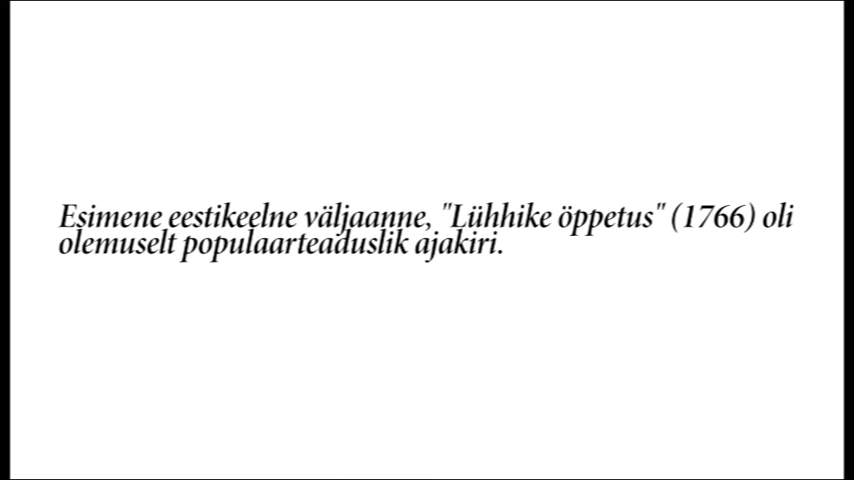 Esimene eestikeelne väljaanne, "Lühhike öppetus" (1766) oli
olemuselt populaarteaduslik ajakiri.